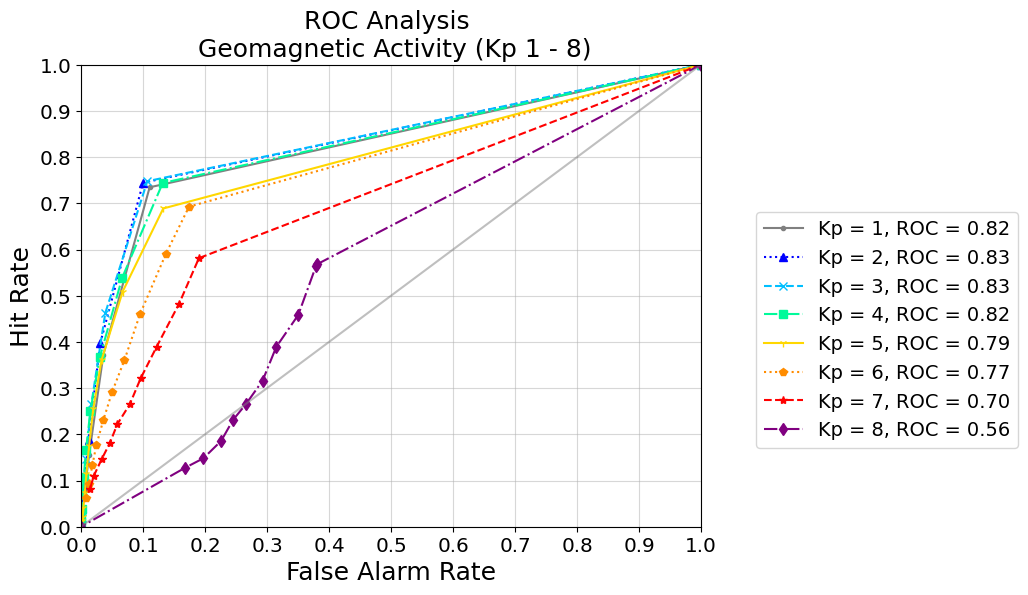 ROC Analysis
Geomagnetic Activity (Kp 1 - 8)
1.0
0.9
0.8
0.7
0.6
0.5
0.4
0.3
0.2
0.1
0.0
Hit Rate
0.0 0.1 0.2 0.3 0.4 0.5 0.6 0.7 0.8 0.9 1.0
False Alarm Rate
Kp = 1, ROC = 0.82
Kp = 2, ROC = 0.83
Kp = 3, ROC = 0.83
Kp = 4, ROC = 0.82
Kp = 5, ROC = 0.79
Kp = 6, ROC = 0.77
Kp = 7, ROC = 0.70
Kp = 8, ROC = 0.56